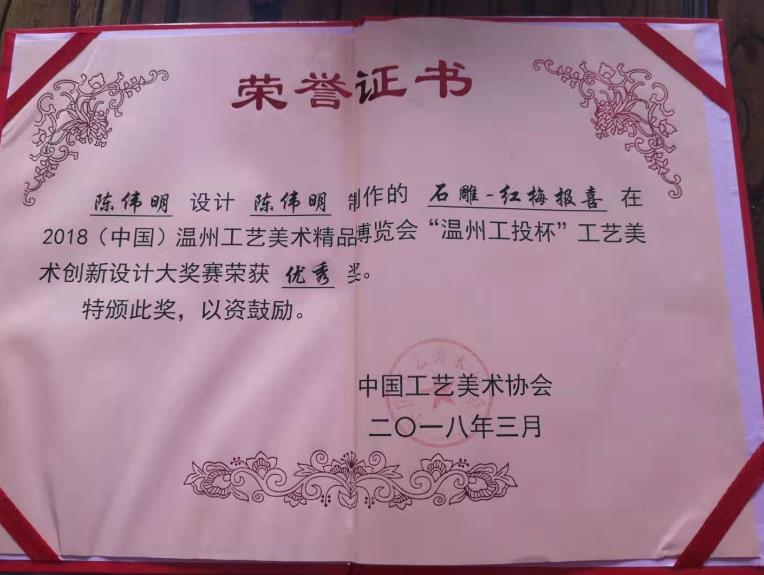 荣誉证书
陈伟明 设计 陈伟明 制作的 石雕-红梅报喜 在
2018（中国）温州工艺美术精品博览会“温州工投杯”工艺美
术创新设计大奖赛荣获 优秀 奖。
特颁此奖，以资鼓励。
中国工艺美术协会
二〇一八年三月